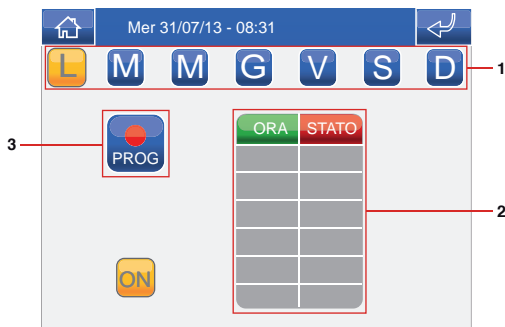 Mer 31/07/13 - 08:31
L M M G V S D
1
ORA STATO
3
PROG
2
ON